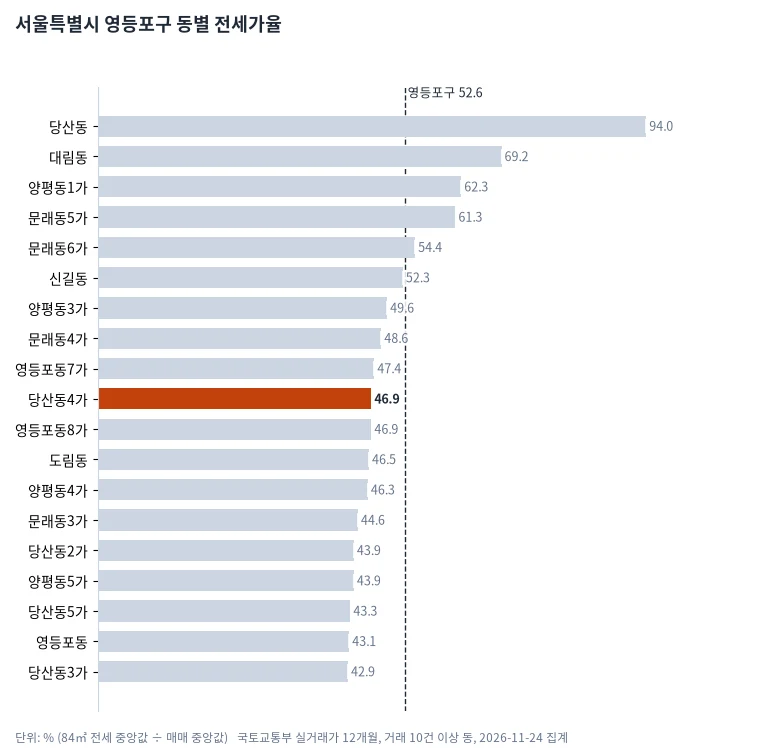 서울특별시 영등포구 동별 전세가율
영등포구 52.6
당산동 94.0
대림동 69.2
양평동1가 62.3
문래동5가 61.3
문래동6가 54.4
신길동 52.3
양평동3가 49.6
문래동4가 48.6
영등포동7가 47.4
당산동4가 46.9
영등포동8가 46.9
도림동 46.5
양평동4가 46.3
문래동3가 44.6
당산동2가 43.9
양평동5가 43.9
당산동5가 43.3
영등포동 43.1
당산동3가 42.9
단위: % (84㎡ 전세 중앙값 ÷ 매매 중앙값) 국토교통부 실거래가 12개월, 거래 10건 이상 동, 2026-11-24 집계